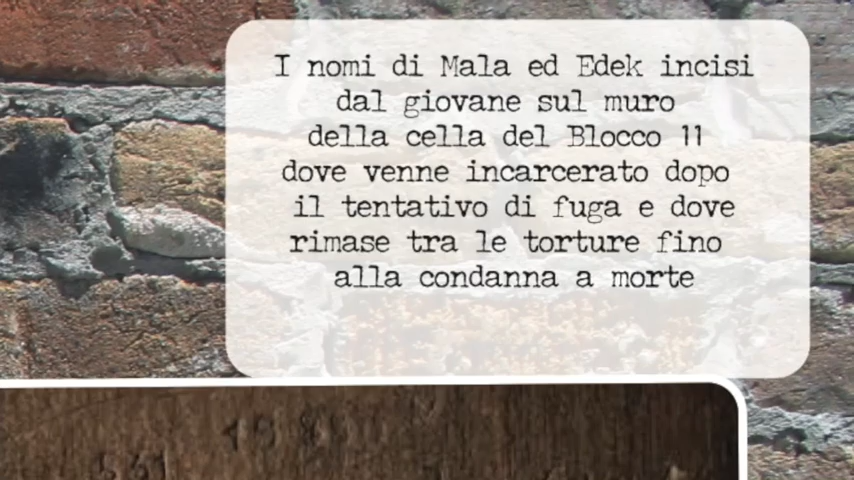 I nomi di Mala ed Edek incisi
dal giovane sul muro
della cella del Blocco 11
dove venne incarcerato dopo
il tentativo di fuga e dove
rimase tra le torture fino
alla condanna a morte